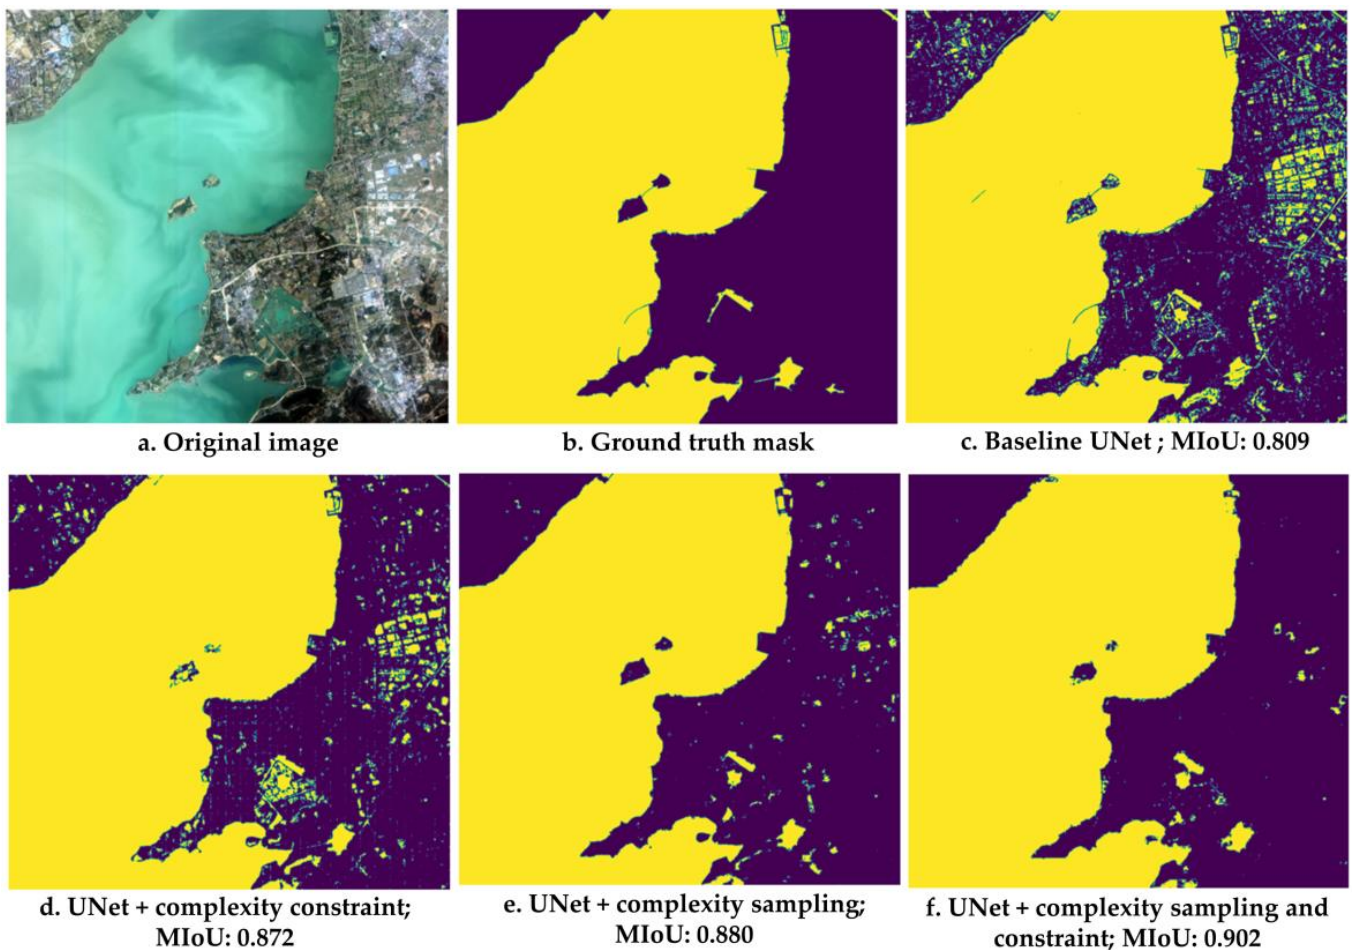 a. Original image
b. Ground truth mask
c. Baseline UNet ; MIoU: 0.809
d. UNet + complexity constraint;
MIoU: 0.872
e. UNet + complexity sampling;
MIoU: 0.880
f. UNet + complexity sampling and
constraint; MIoU: 0.902